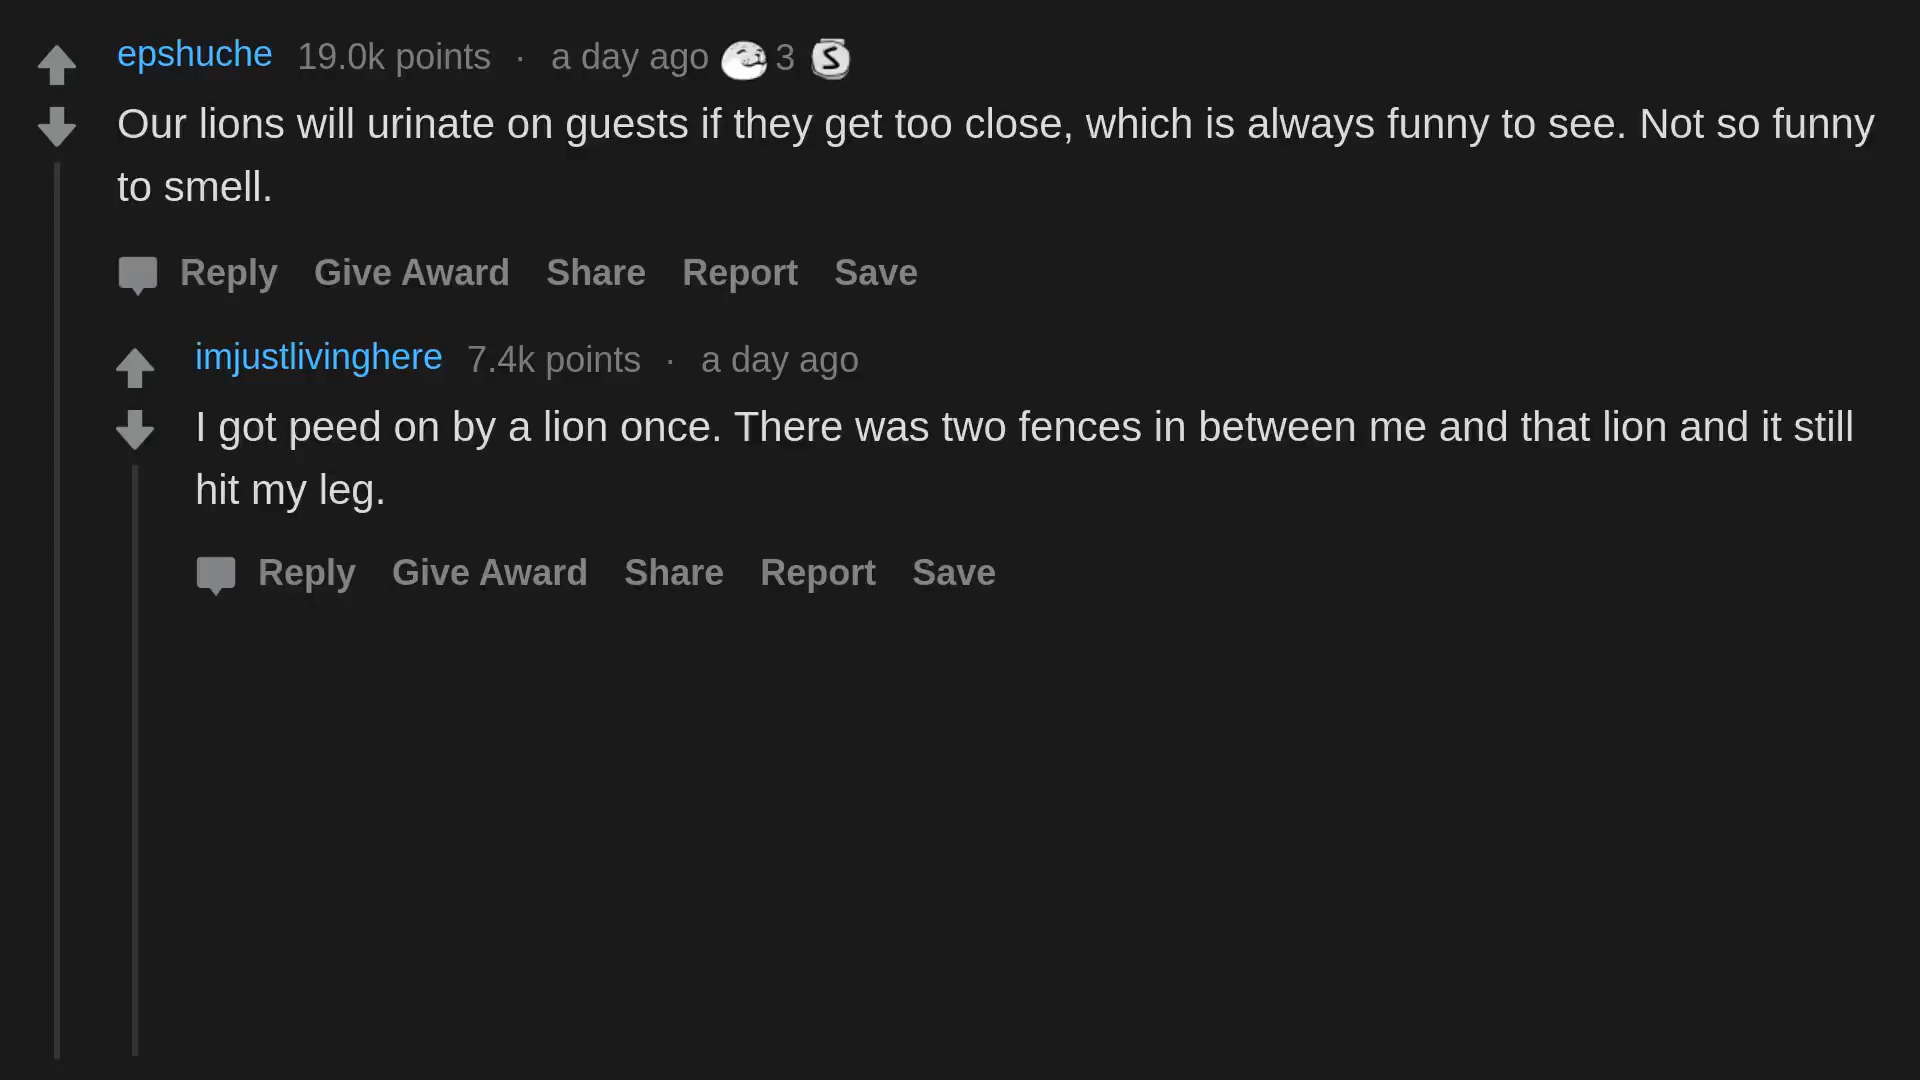 epshuche 19.0k points · a day ago 3 S
Our lions will urinate on guests if they get too close, which is always funny to see. Not so funny
to smell.
Reply Give Award Share Report Save
imjustlivinghere 7.4k points · a day ago
I got peed on by a lion once. There was two fences in between me and that lion and it still
hit my leg.
Reply Give Award Share Report Save